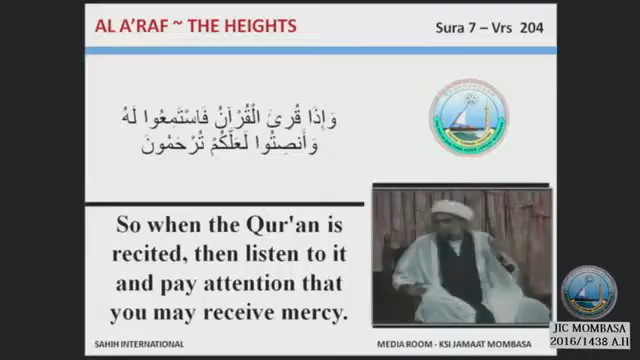 AL A'RAF ~ THE HEIGHTS
Sura 7 – Vrs 204
وَإِذَا قُرِئَ الْقُرْآنُ فَاسْتَمِعُوا لَهُ
وَأَنصِتُوا لَعَلَّكُمْ تُرْحَمُونَ
So when the Qur'an is
recited, then listen to it
and pay attention that
you may receive mercy.
SAHIH INTERNATIONAL
MEDIA ROOM - KSI JAMAAT MOMBASA
JIC MOMBASA
2016/1438 A.H